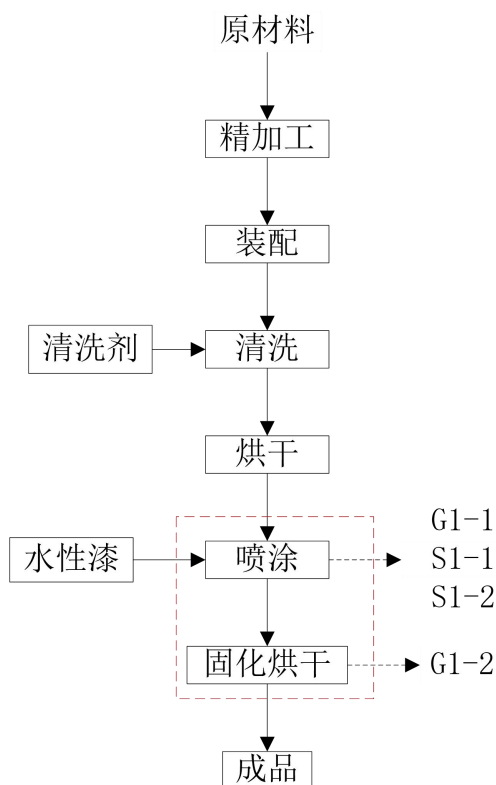 原材料
精加工
装配
清洗剂
清洗
烘干
G1-1
水性漆
喷涂
S1-1
S1-2
固化烘干
G1-2
成品